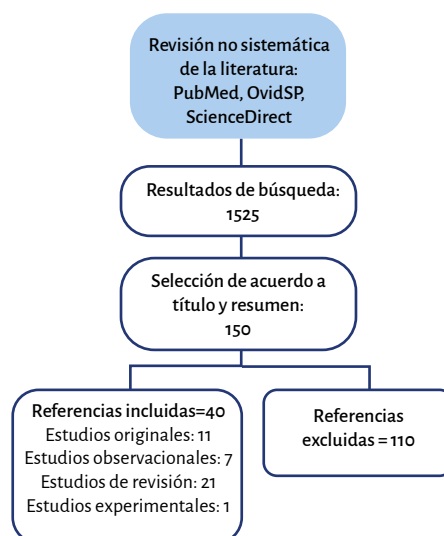 Revisión no sistemática
de la literatura:
PubMed, OvidSP,
ScienceDirect
Resultados de búsqueda:
1525
Selección de acuerdo a
título y resumen:
150
Referencias incluidas=40
Estudios originales: 11
Estudios observacionales: 7
Estudios de revisión: 21
Estudios experimentales: 1
Referencias
excluidas = 110